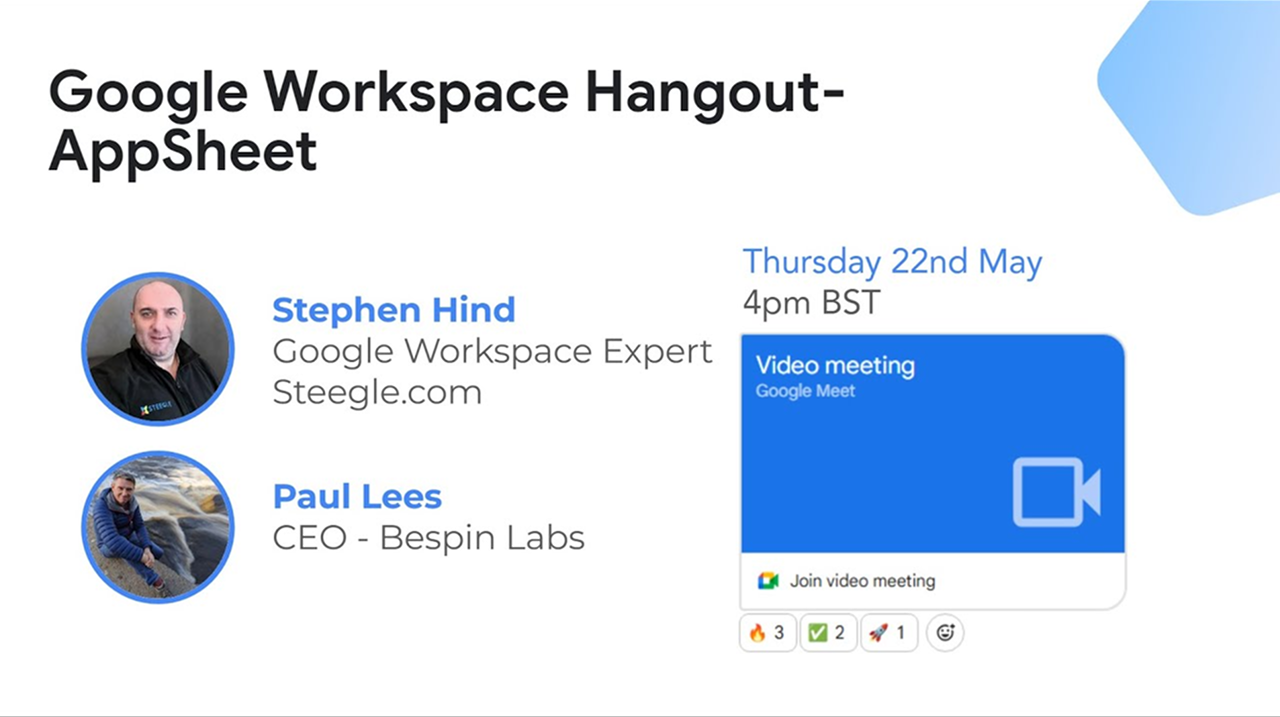 Google Workspace Hangout-
AppSheet
Stephen Hind
Google Workspace Expert
Steegle.com
Paul Lees
CEO - Bespin Labs
Thursday 22nd May
4pm BST
Video meeting
Google Meet
Join video meeting
🔥 3 ✅ 2 🚀 1
STEEGLE